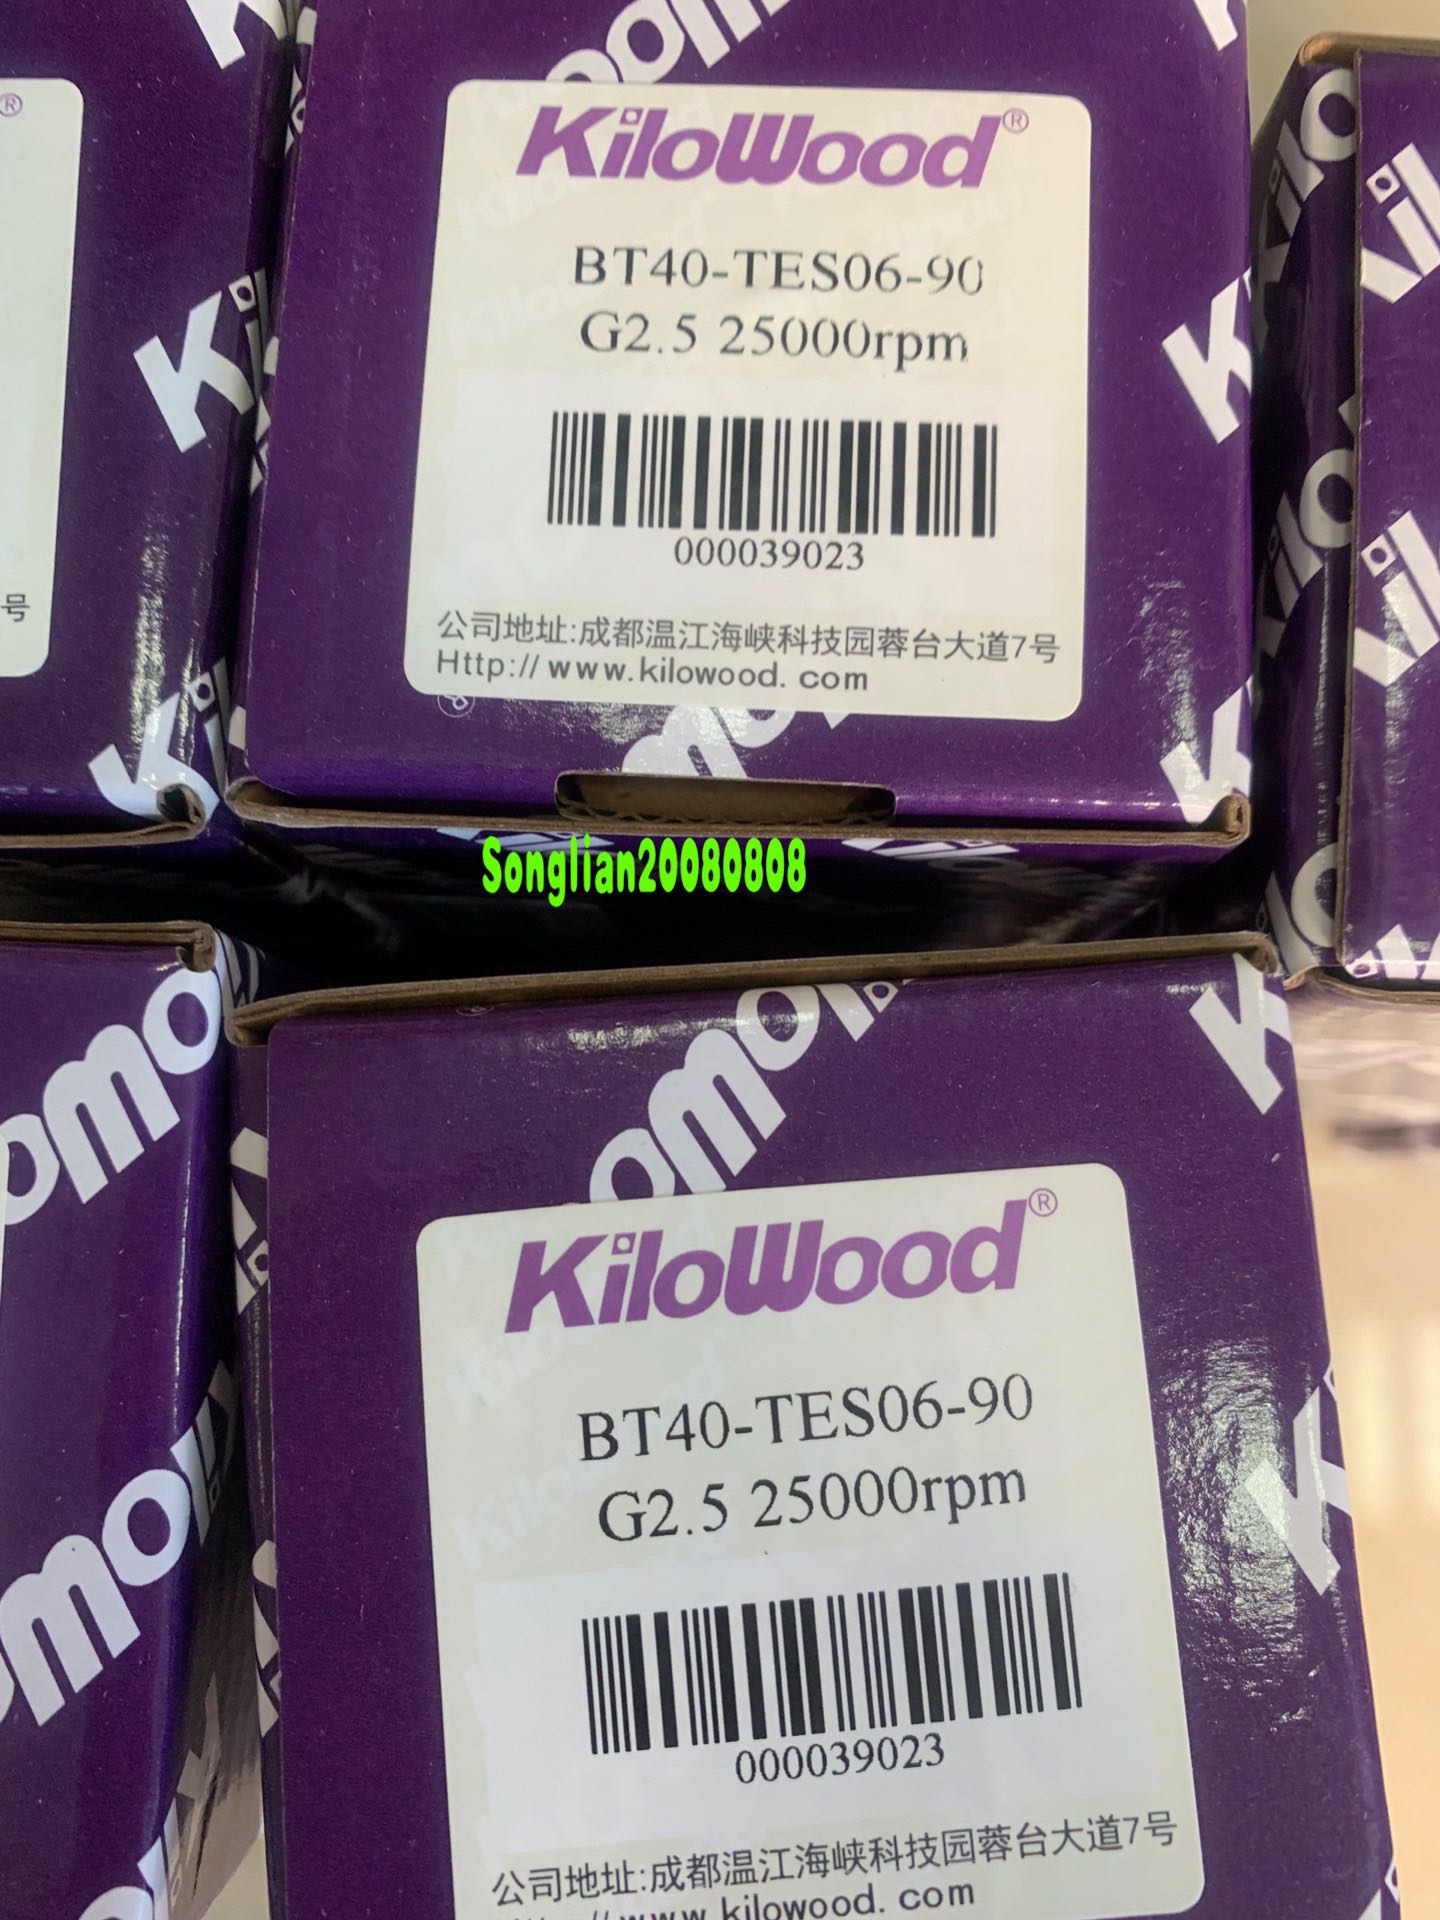 KiloWood®
BT40-TES06-90
G2.5 25000rpm
000039023
公司地址:成都温江海峡科技园蓉台大道7号
Http://www.kilowood.com
号
Songlian20080808
KiloWood®
BT40-TES06-90
G2.5 25000rpm
000039023
公司地址:成都温江海峡科技园蓉台大道7号
www.kilowood.com